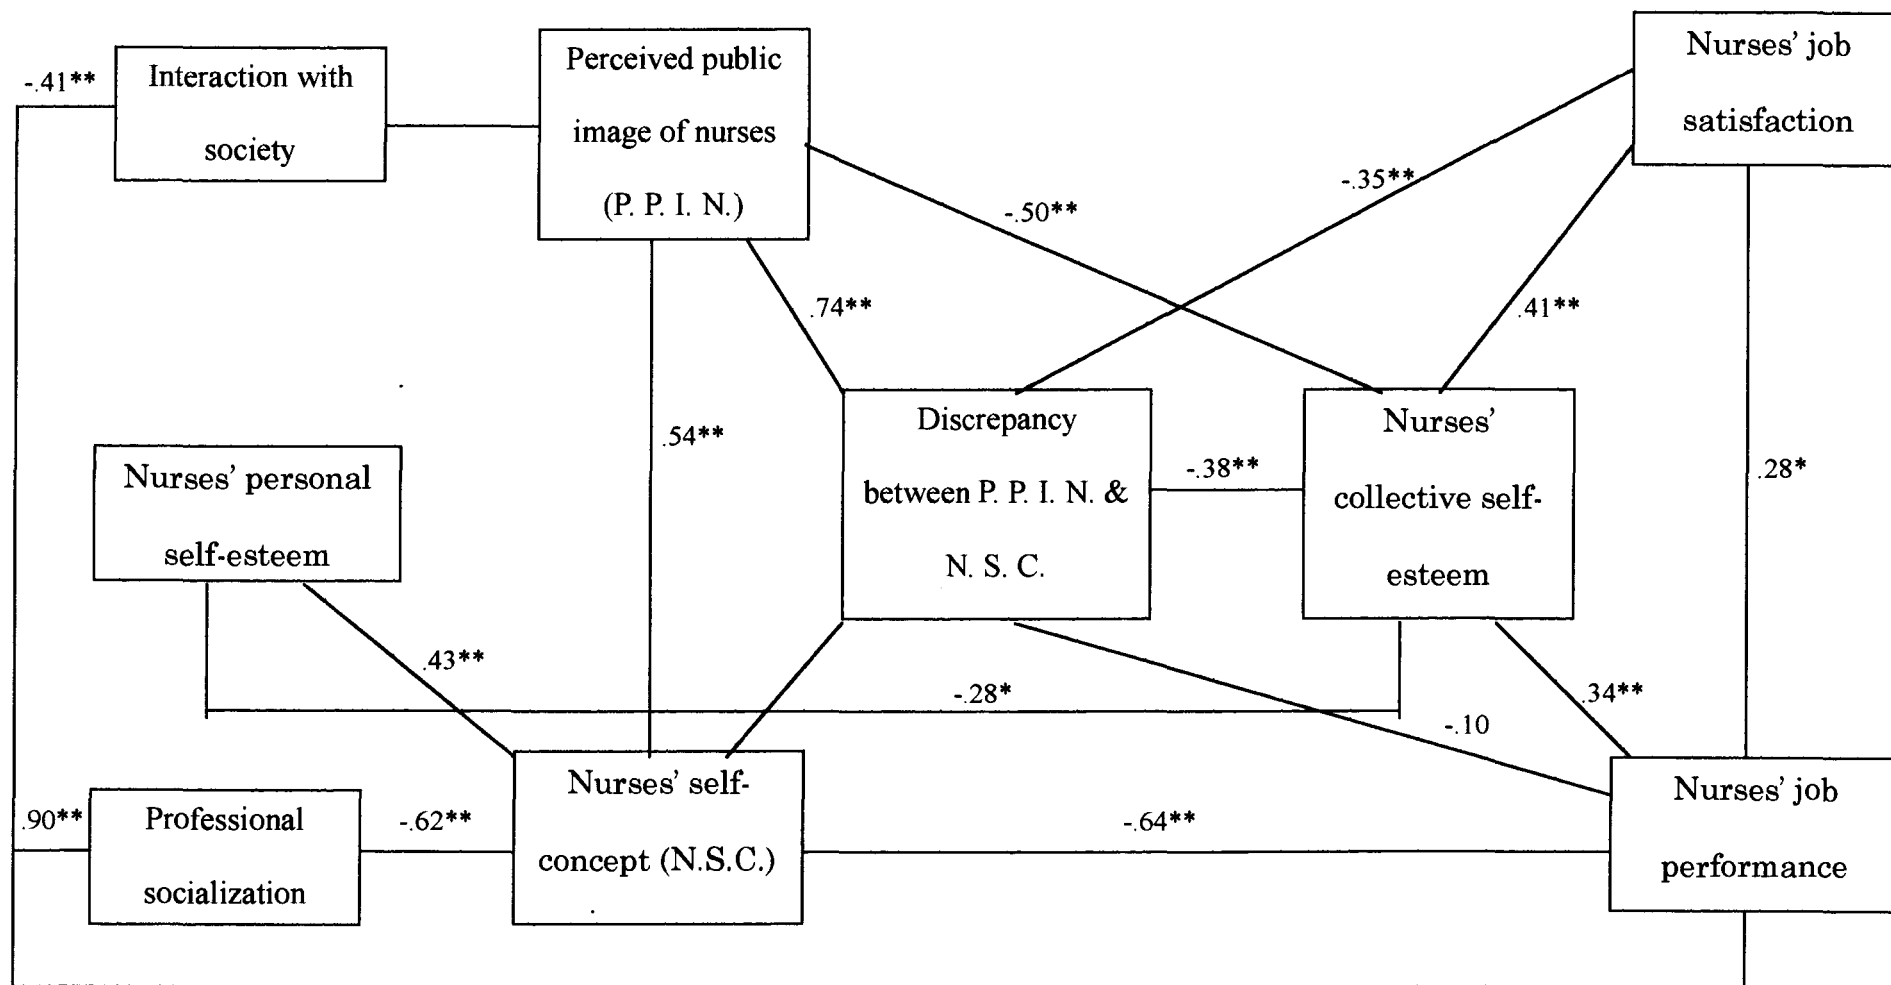 -.41**
Interaction with
society
Perceived public
image of nurses
(P. P. I. N.)
Nurses' job
satisfaction
-.35**
-.50**
.74**
.41**
.54**
Discrepancy
between P. P. I. N. &
N. S. C.
-.38**
Nurses'
collective self-
esteem
.28*
Nurses' personal
self-esteem
.43**
-.28*
.34**
-.10
.90**
Professional
socialization
-.62**
Nurses' self-
concept (N.S.C.)
-.64**
Nurses' job
performance